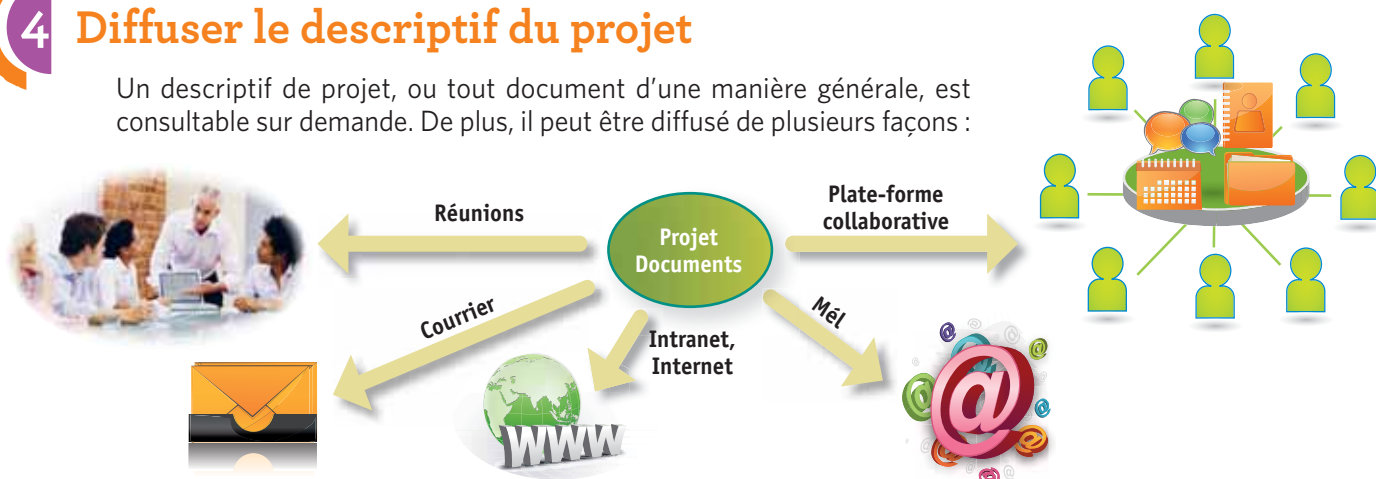 4 Diffuser le descriptif du projet
Un descriptif de projet, ou tout document d'une manière générale, est
consultable sur demande. De plus, il peut être diffusé de plusieurs façons :
Réunions
Projet
Documents
Plate-forme
collaborative
Courrier
Intranet,
Internet
Mél
WWW
@